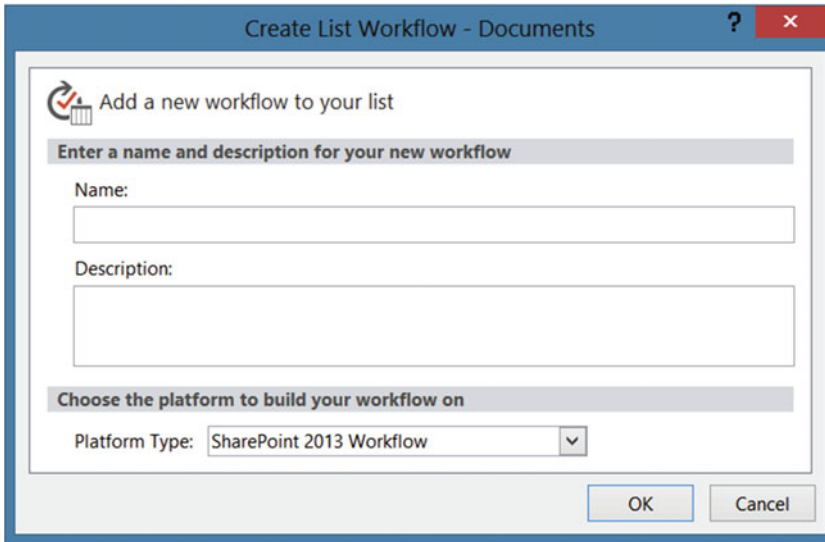 Create List Workflow - Documents
?
x
Add a new workflow to your list
Enter a name and description for your new workflow
Name:
Description:
Choose the platform to build your workflow on
Platform Type: SharePoint 2013 Workflow
OK Cancel